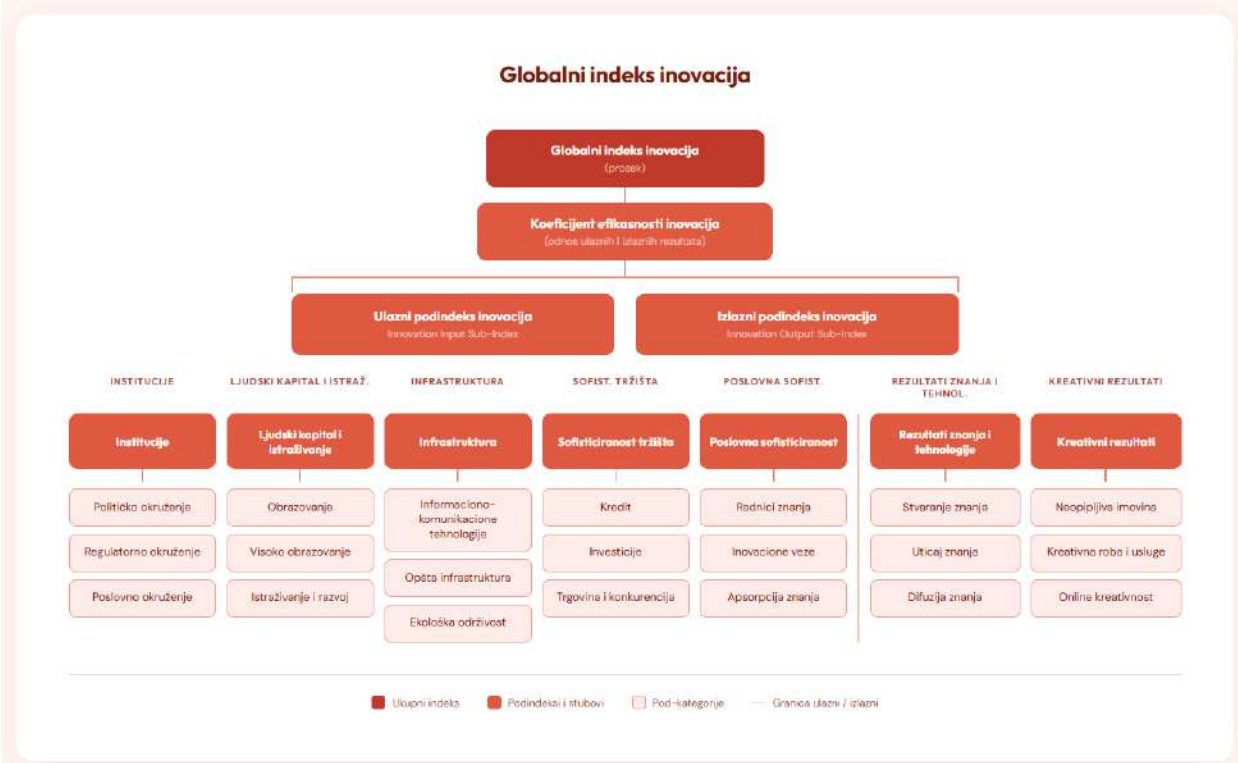 Globalni indeks inovacija
Globalni indeks inovacija
(prosek)
Koeficijent efikasnosti inovacija
(odnos ulaznih i izlaznih rezultata)
Ulazni podindeks inovacija
Innovation Input Sub-Index
Izlazni podindeks inovacija
Innovation Output Sub-Index
INSTITUCIJE
LJUDSKI KAPITAL I ISTRAŽ.
INFRASTRUKTURA
SOFIST. TRŽIŠTA
POSLOVNA SOFIST.
REZULTATI ZNANJA I
TEHNOL.
KREATIVNI REZULTATI
Institucije
Ljudski kapital i
istraživanje
Infrastruktura
Sofisticiranost tržišta
Poslovna sofisticiranost
Rezultati znanja i
tehnologije
Kreativni rezultati
Političko okruženje
Regulatorno okruženje
Poslovno okruženje
Obrazovanje
Visoko obrazovanje
Istraživanje i razvoj
Informaciono-
komunikacione
tehnologije
Opšta infrastruktura
Ekološka održivost
Kredit
Investicije
Trgovina i konkurencija
Radnici znanja
Inovacione veze
Apsorpcija znanja
Stvaranje znanja
Uticaj znanja
Difuzija znanja
Neopipljiva imovina
Kreativna roba i usluge
Online kreativnost
Ukupni indeks
Podindeksi i stubovi
Pod-kategorije
Granica ulazni / izlazni